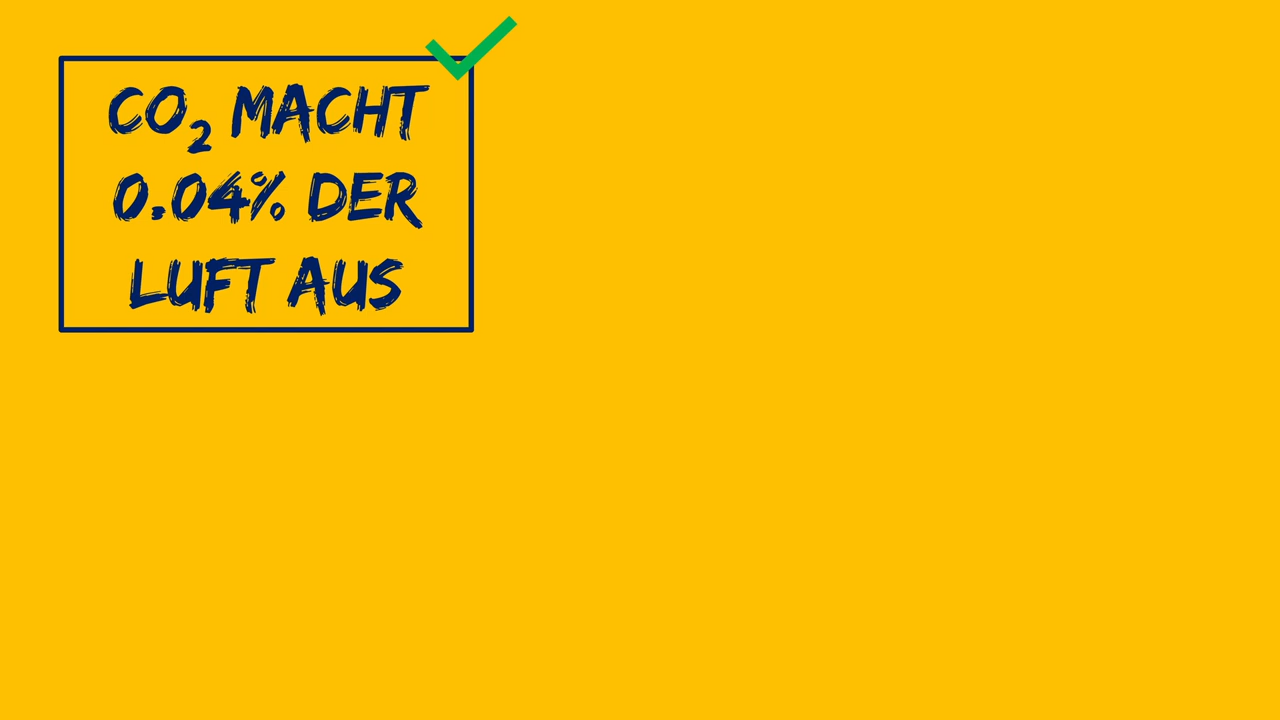 CO₂ MACHT
0.04% DER
LUFT AUS